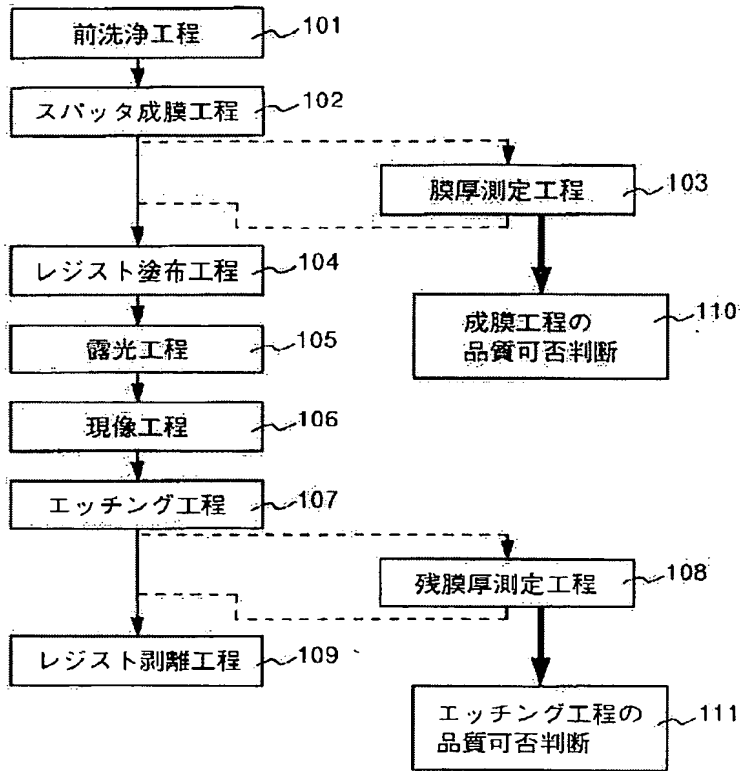 前洗浄工程 101
スパッタ成膜工程 102
膜厚測定工程 103
レジスト塗布工程 104
成膜工程の 110
品質可否判断
露光工程 105
現像工程 106
エッチング工程 107
残膜厚測定工程 108
レジスト剥離工程 109
エッチング工程の 111
品質可否判断